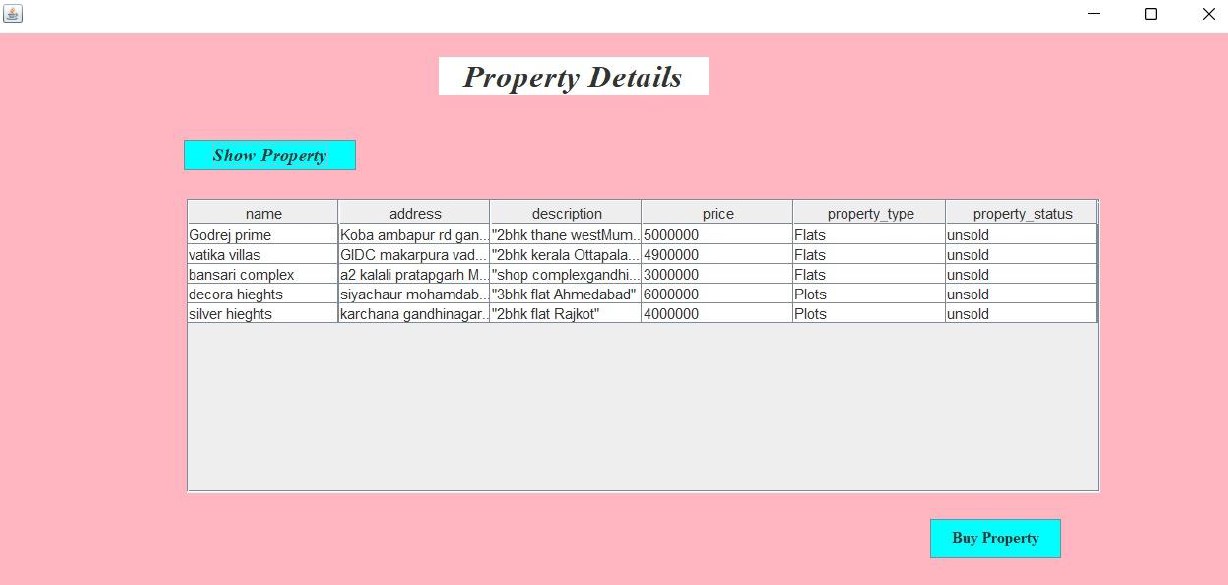 Property Details
Show Property
name address description price property_type property_status
Godrej prime Koba ambapur rd gan... "2bhk thane westMum... 5000000 Flats unsold
vatika villas GIDC makarpura vad... "2bhk kerala Ottapala... 4900000 Flats unsold
bansari complex a2 kalali pratapgarh M... "shop complexgandhi... 3000000 Flats unsold
decora hieghts siyachaur mohamdab... "3bhk flat Ahmedabad" 6000000 Plots unsold
silver hieghts karchana gandhinagar... "2bhk flat Rajkot" 4000000 Plots unsold
Buy Property